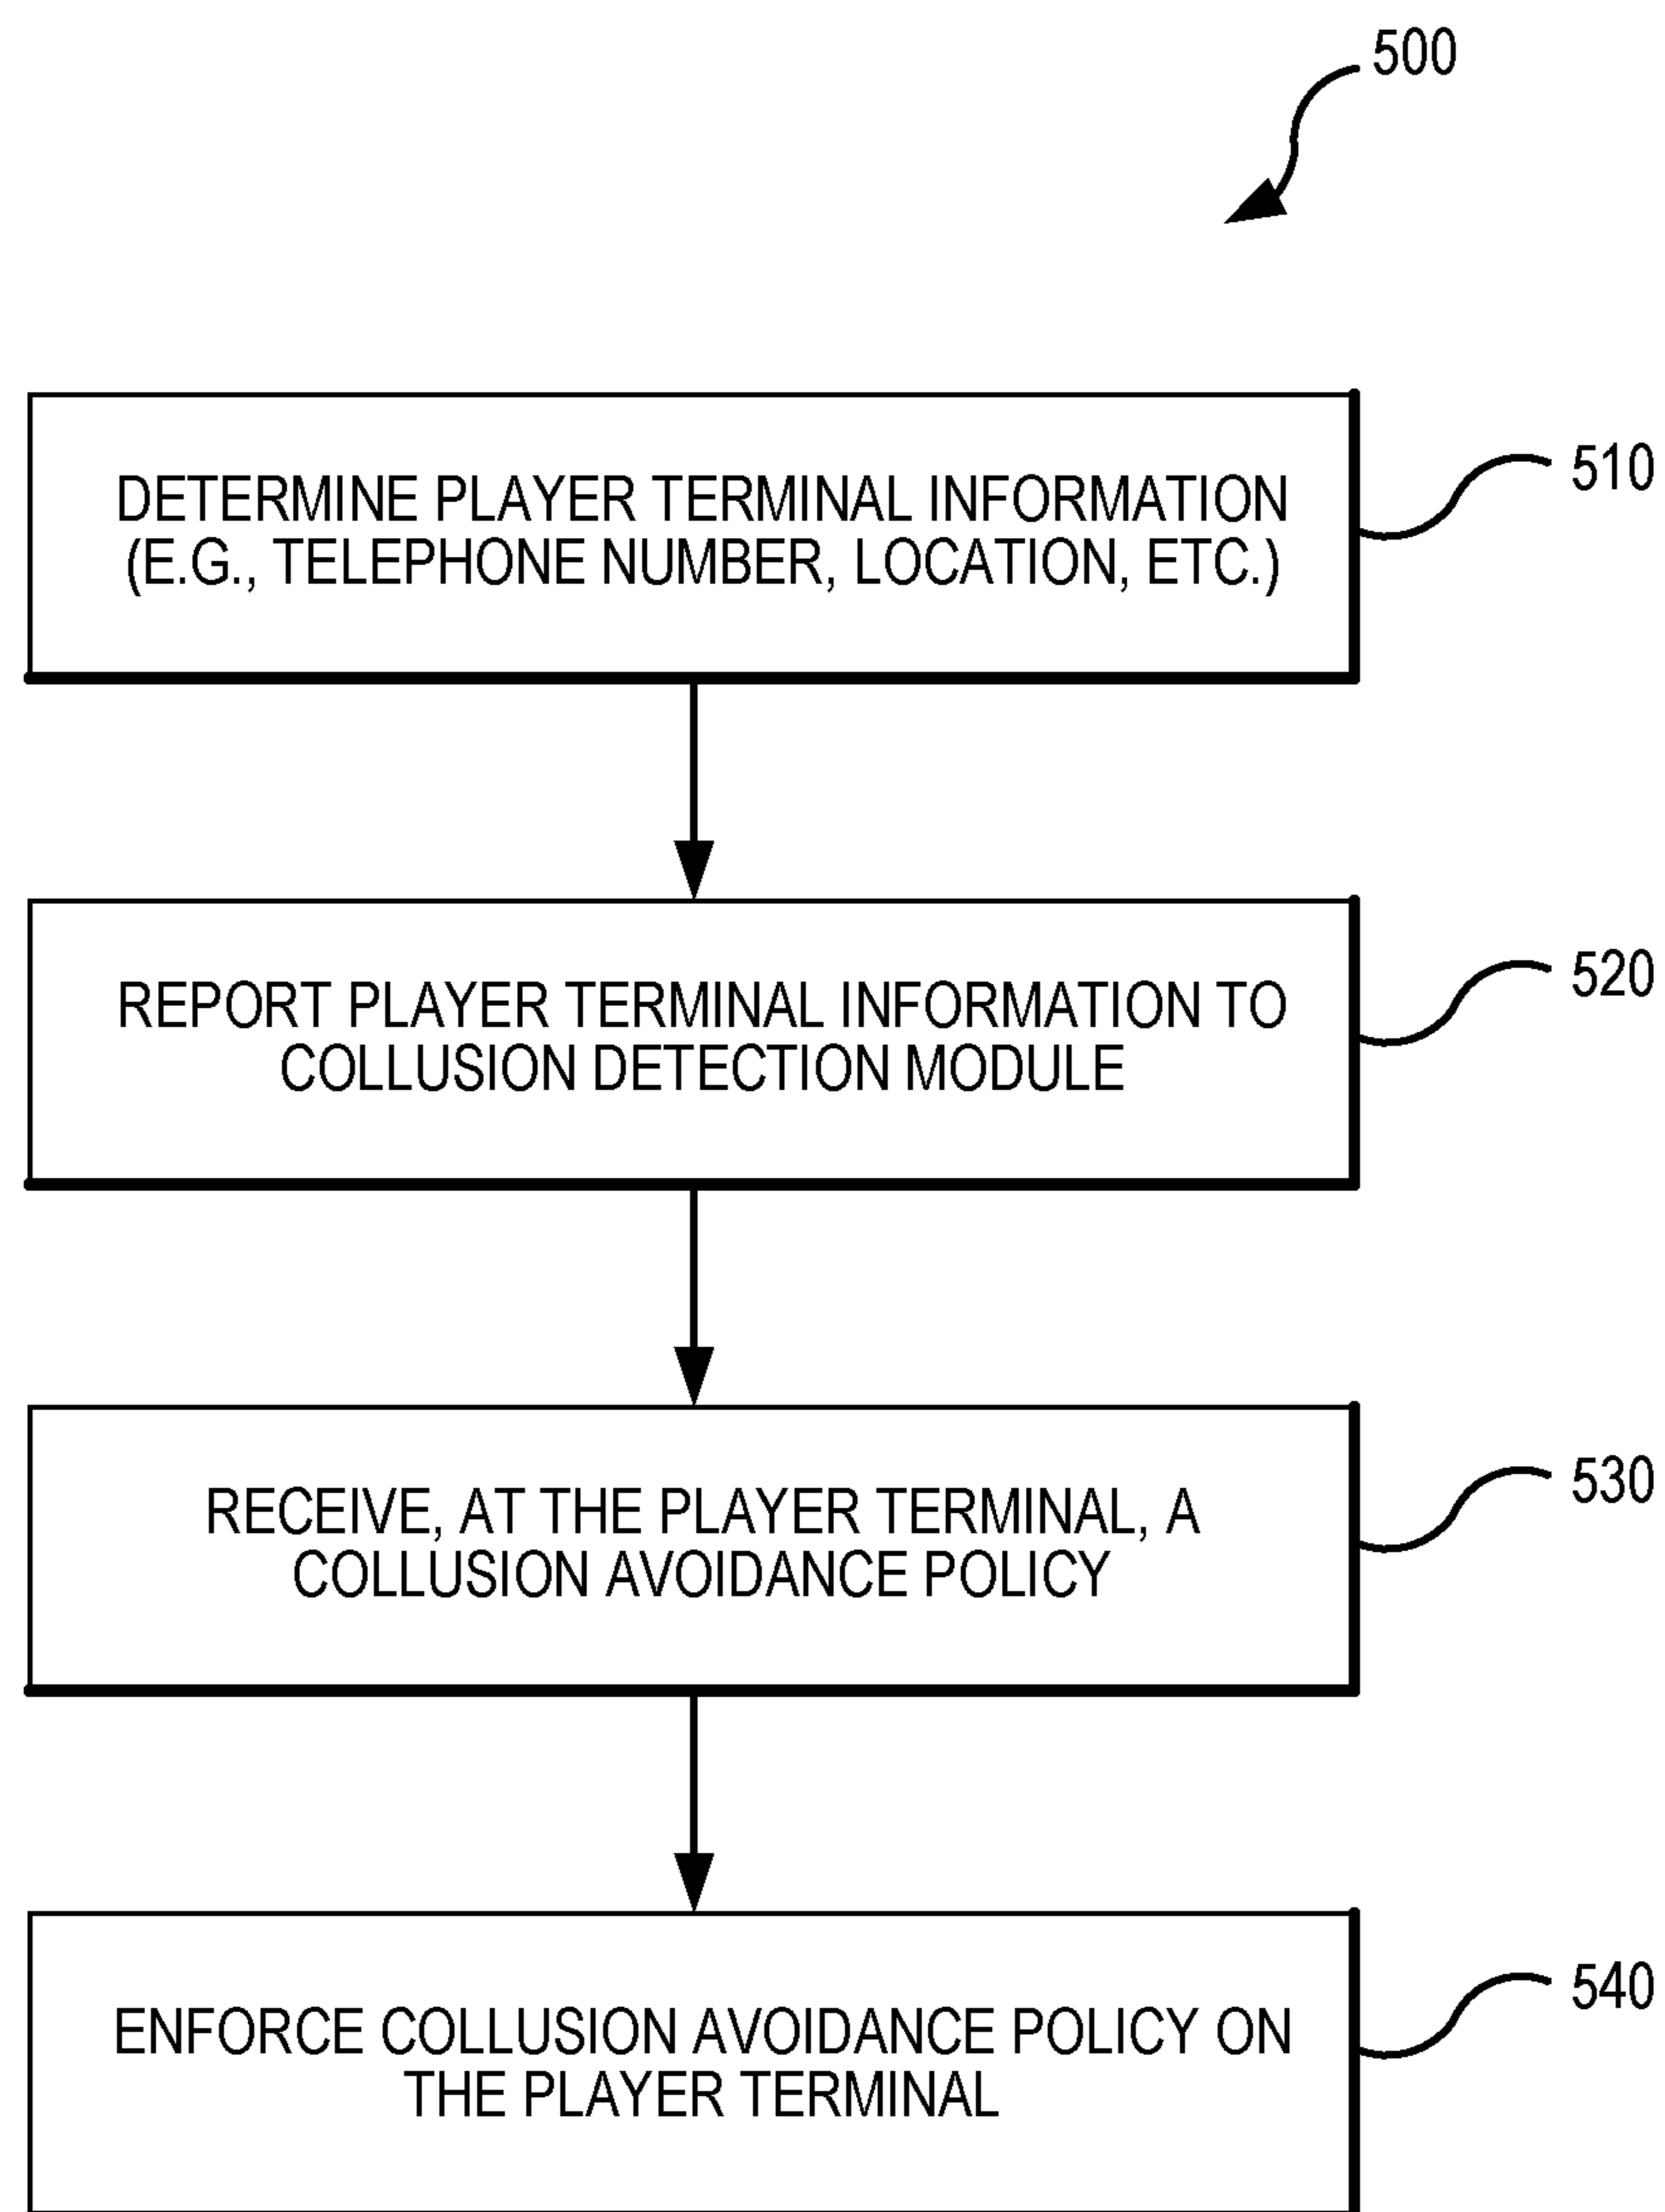 500
DETERMINE PLAYER TERMINAL INFORMATION
(E.G., TELEPHONE NUMBER, LOCATION, ETC.)
510
REPORT PLAYER TERMINAL INFORMATION TO
COLLUSION DETECTION MODULE
520
RECEIVE, AT THE PLAYER TERMINAL, A
COLLUSION AVOIDANCE POLICY
530
ENFORCE COLLUSION AVOIDANCE POLICY ON
THE PLAYER TERMINAL
540